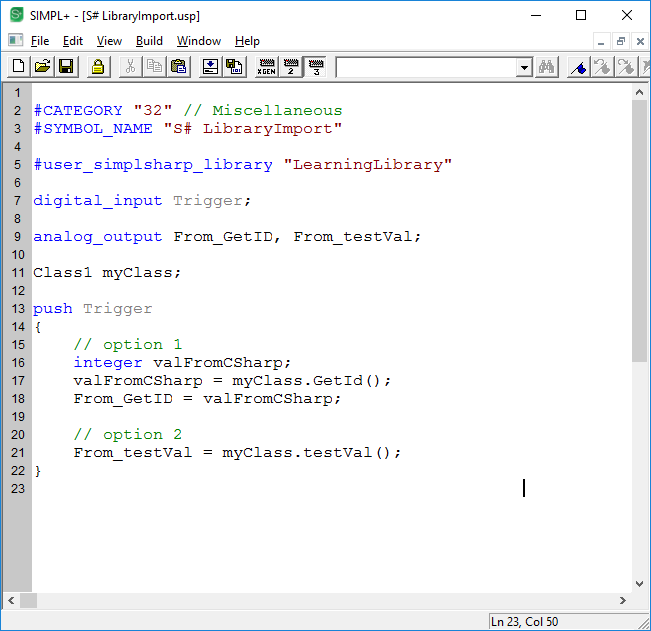 SIMPL+ - [S# LibraryImport.usp]
File Edit View Build Window Help
XGEN 2 3
1
2 #CATEGORY "32" // Miscellaneous
3 #SYMBOL_NAME "S# LibraryImport"
4
5 #user_simplsharp_library "LearningLibrary"
6
7 digital_input Trigger;
8
9 analog_output From_GetID, From_testVal;
10
11 Class1 myClass;
12
13 push Trigger
14 {
15 // option 1
16 integer valFromCSharp;
17 valFromCSharp = myClass.GetId();
18 From_GetID = valFromCSharp;
19
20 // option 2
21 From_testVal = myClass.testVal();
22 }
23
Ln 23, Col 50